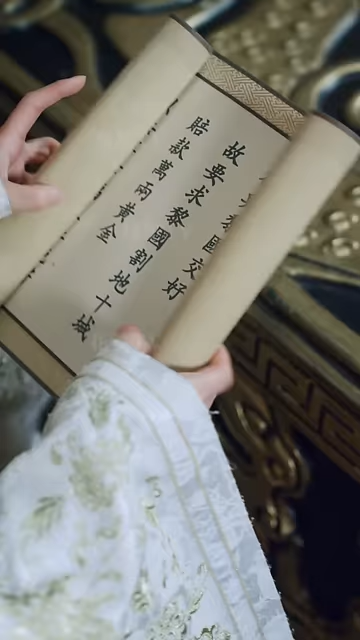 國交好
故要求黎國割地十城
賠款萬兩黃金